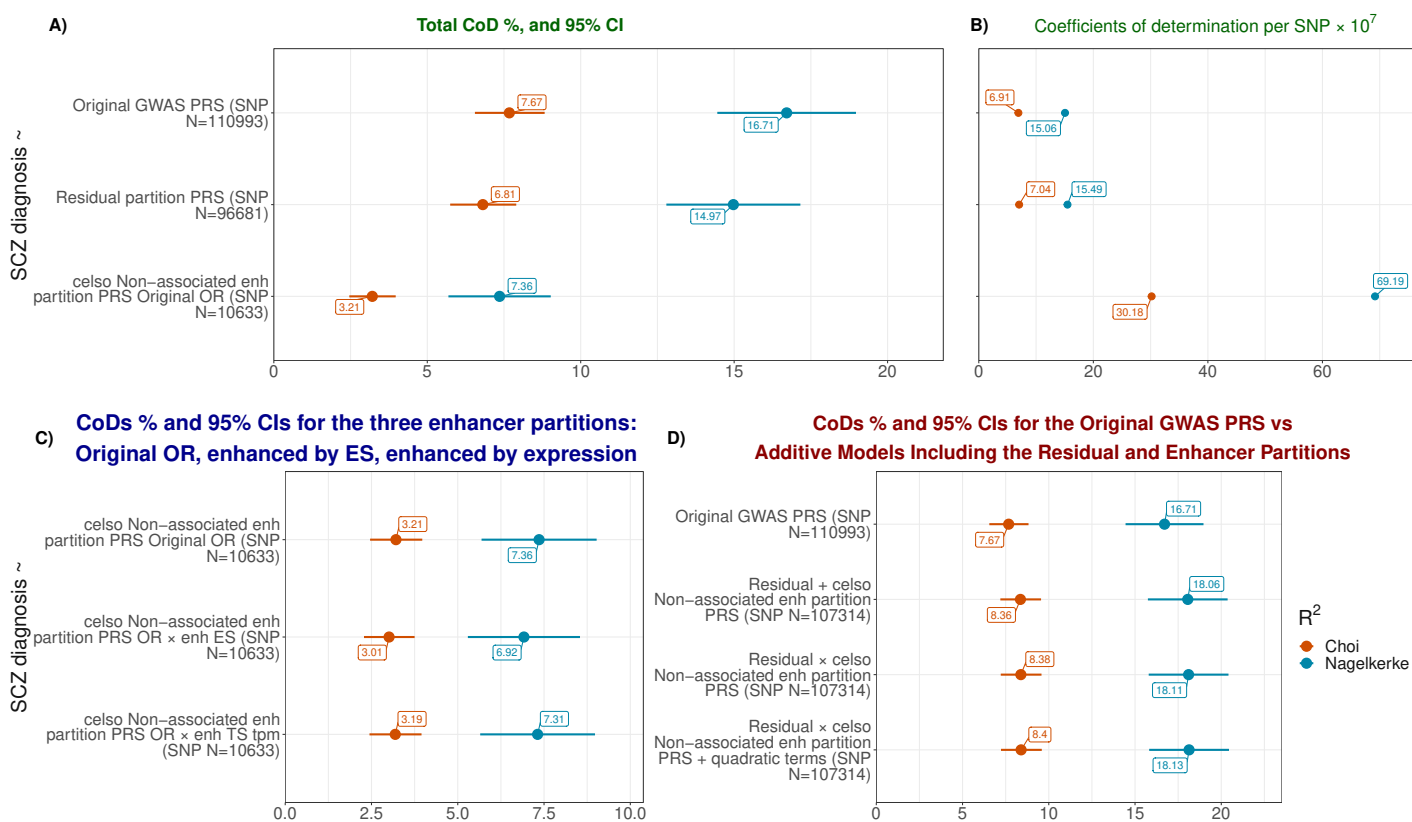 A)
Total CoD %, and 95% CI
SCZ diagnosis ~
Original GWAS PRS (SNP
N=110993)
Residual partition PRS (SNP
N=96681)
celso Non−associated enh
partition PRS Original OR (SNP
N=10633)
7.67
16.71
6.81
14.97
3.21
7.36
0 5 10 15 20
B)
Coefficients of determination per SNP × 10^7
6.91
15.06
7.04
15.49
30.18
69.19
0 20 40 60
C)
CoDs % and 95% CIs for the three enhancer partitions:
Original OR, enhanced by ES, enhanced by expression
SCZ diagnosis ~
celso Non−associated enh
partition PRS Original OR (SNP
N=10633)
celso Non−associated enh
partition PRS OR × enh ES (SNP
N=10633)
celso Non−associated enh
partition PRS OR × enh TS tpm
(SNP N=10633)
3.21
7.36
3.01
6.92
3.19
7.31
0.0 2.5 5.0 7.5 10.0
D)
CoDs % and 95% CIs for the Original GWAS PRS vs
Additive Models Including the Residual and Enhancer Partitions
Original GWAS PRS (SNP
N=110993)
Residual + celso
Non−associated enh partition
PRS (SNP N=107314)
Residual × celso
Non−associated enh partition
PRS (SNP N=107314)
Residual × celso
Non−associated enh partition
PRS + quadratic terms (SNP
N=107314)
7.67
16.71
8.36
18.06
8.38
18.11
8.4
18.13
0 5 10 15 20
R^2
Choi
Nagelkerke